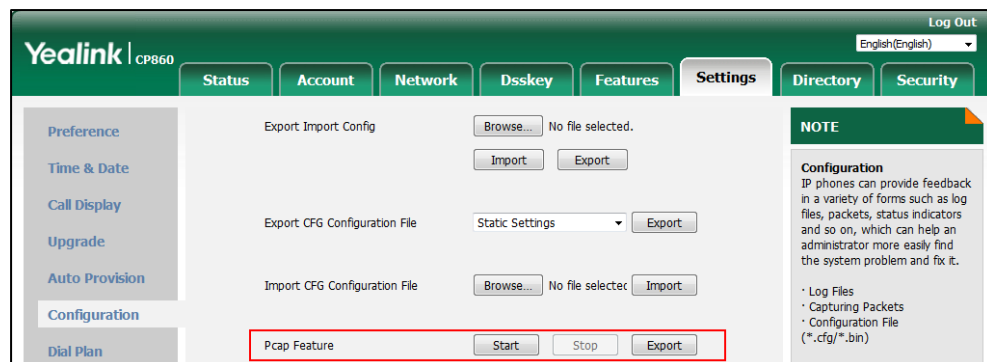 Log Out
Yealink CP860
English(English)
Status Account Network Dsskey Features Settings Directory Security
Preference
Time & Date
Call Display
Upgrade
Auto Provision
Configuration
Dial Plan
Export Import Config Browse... No file selected.
Import Export
Export CFG Configuration File Static Settings Export
Import CFG Configuration File Browse... No file selectec Import
Pcap Feature Start Stop Export
NOTE
Configuration
IP phones can provide feedback
in a variety of forms such as log
files, packets, status indicators
and so on, which can help an
administrator more easily find
the system problem and fix it.
· Log Files
· Capturing Packets
· Configuration File
(*.cfg/*.bin)